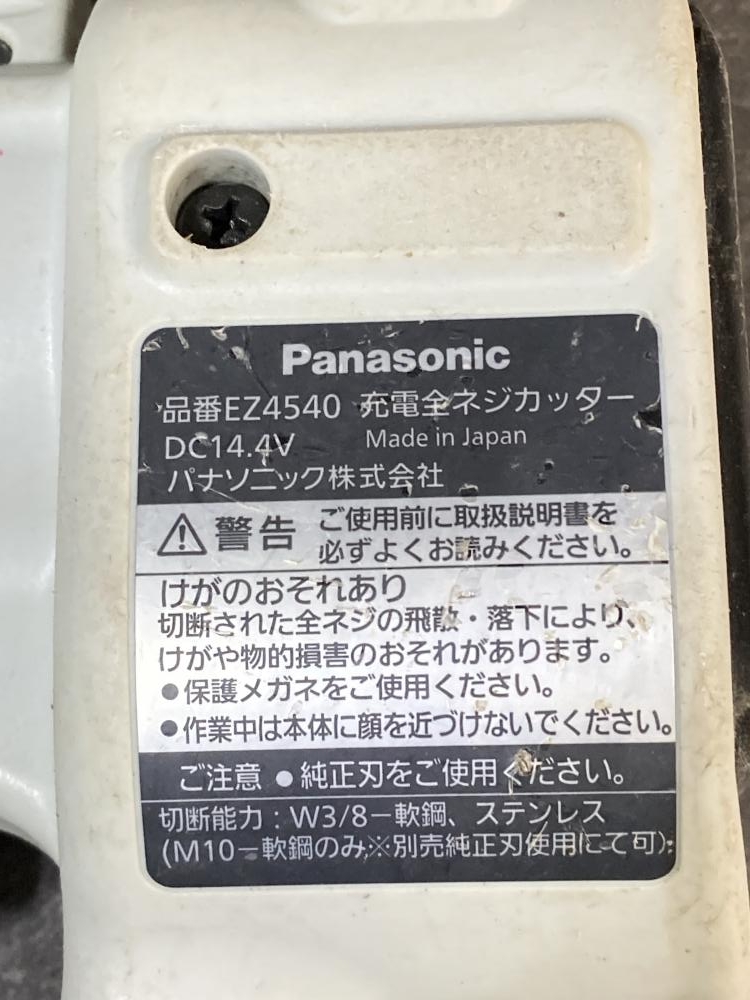 Panasonic
品番EZ4540 充電全ネジカッター
DC14.4V Made in Japan
パナソニック株式会社
警告 ご使用前に取扱説明書を
必ずよくお読みください。
けがのおそれあり
切断された全ネジの飛散・落下により、
けがや物的損害のおそれがあります。
●保護メガネをご使用ください。
●作業中は本体に顔を近づけないでください。
ご注意 ●純正刃をご使用ください。
切断能力:W3/8－軟鋼、ステンレス
(M10－軟鋼のみ※別売純正刃使用にて可)